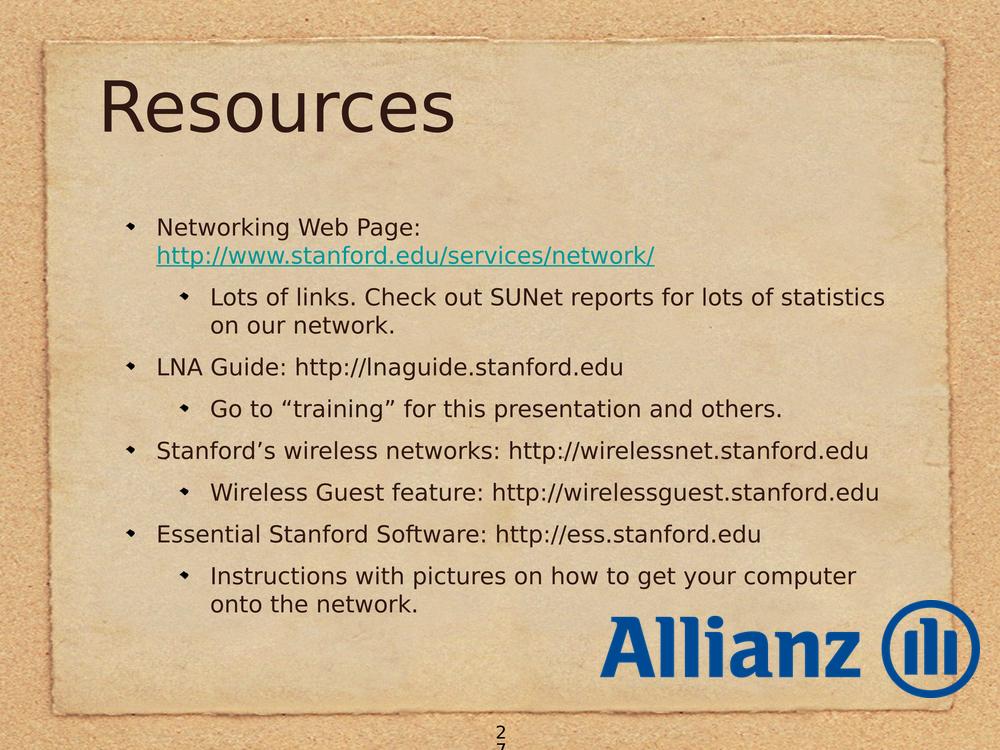 Resources
Networking Web Page:
http://www.stanford.edu/services/network/
Lots of links. Check out SUNet reports for lots of statistics
on our network.
LNA Guide: http://lnaguide.stanford.edu
Go to “training” for this presentation and others.
Stanford’s wireless networks: http://wirelessnet.stanford.edu
Wireless Guest feature: http://wirelessguest.stanford.edu
Essential Stanford Software: http://ess.stanford.edu
Instructions with pictures on how to get your computer
onto the network.
Allianz
2
7